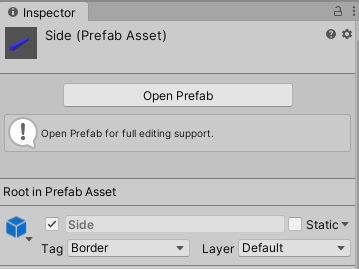 Inspector
Side (Prefab Asset)
Open Prefab
Open Prefab for full editing support.
Root in Prefab Asset
Side Static
Tag Border Layer Default